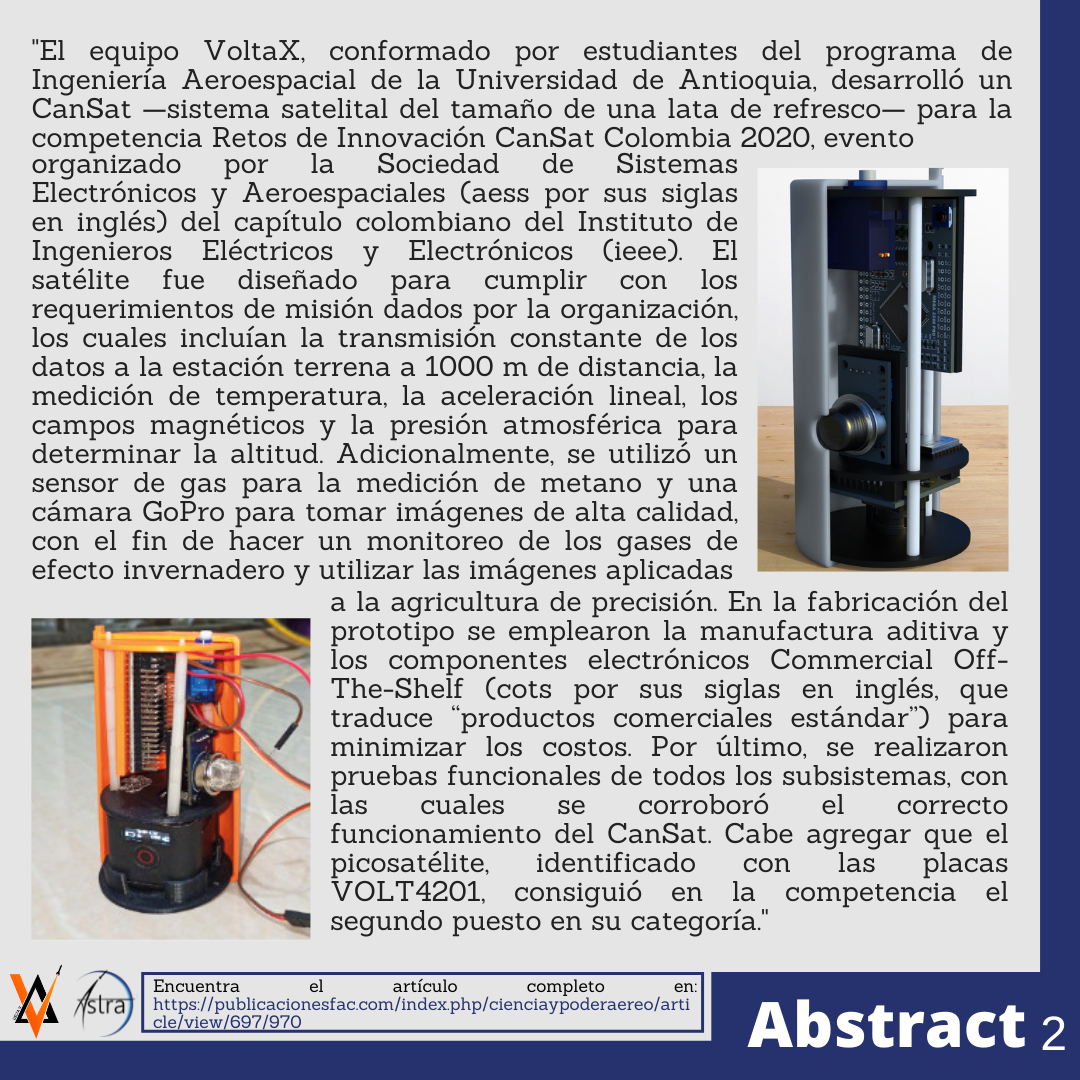 "El equipo VoltaX, conformado por estudiantes del programa de
Ingeniería Aeroespacial de la Universidad de Antioquia, desarrolló un
CanSat —sistema satelital del tamaño de una lata de refresco— para la
competencia Retos de Innovación CanSat Colombia 2020, evento
organizado por la Sociedad de Sistemas
Electrónicos y Aeroespaciales (aess por sus siglas
en inglés) del capítulo colombiano del Instituto de
Ingenieros Eléctricos y Electrónicos (ieee). El
satélite fue diseñado para cumplir con los
requerimientos de misión dados por la organización,
los cuales incluían la transmisión constante de los
datos a la estación terrena a 1000 m de distancia, la
medición de temperatura, la aceleración lineal, los
campos magnéticos y la presión atmosférica para
determinar la altitud. Adicionalmente, se utilizó un
sensor de gas para la medición de metano y una
cámara GoPro para tomar imágenes de alta calidad,
con el fin de hacer un monitoreo de los gases de
efecto invernadero y utilizar las imágenes aplicadas
a la agricultura de precisión. En la fabricación del
prototipo se emplearon la manufactura aditiva y
los componentes electrónicos Commercial Off-
The-Shelf (cots por sus siglas en inglés, que
traduce “productos comerciales estándar”) para
minimizar los costos. Por último, se realizaron
pruebas funcionales de todos los subsistemas, con
las cuales se corroboró el correcto
funcionamiento del CanSat. Cabe agregar que el
picosatélite, identificado con las placas
VOLT4201, consiguió en la competencia el
segundo puesto en su categoría."
Astra
Encuentra el artículo completo en:
https://publicacionesfac.com/index.php/cienciaypoderaereo/arti
cle/view/697/970
Abstract 2